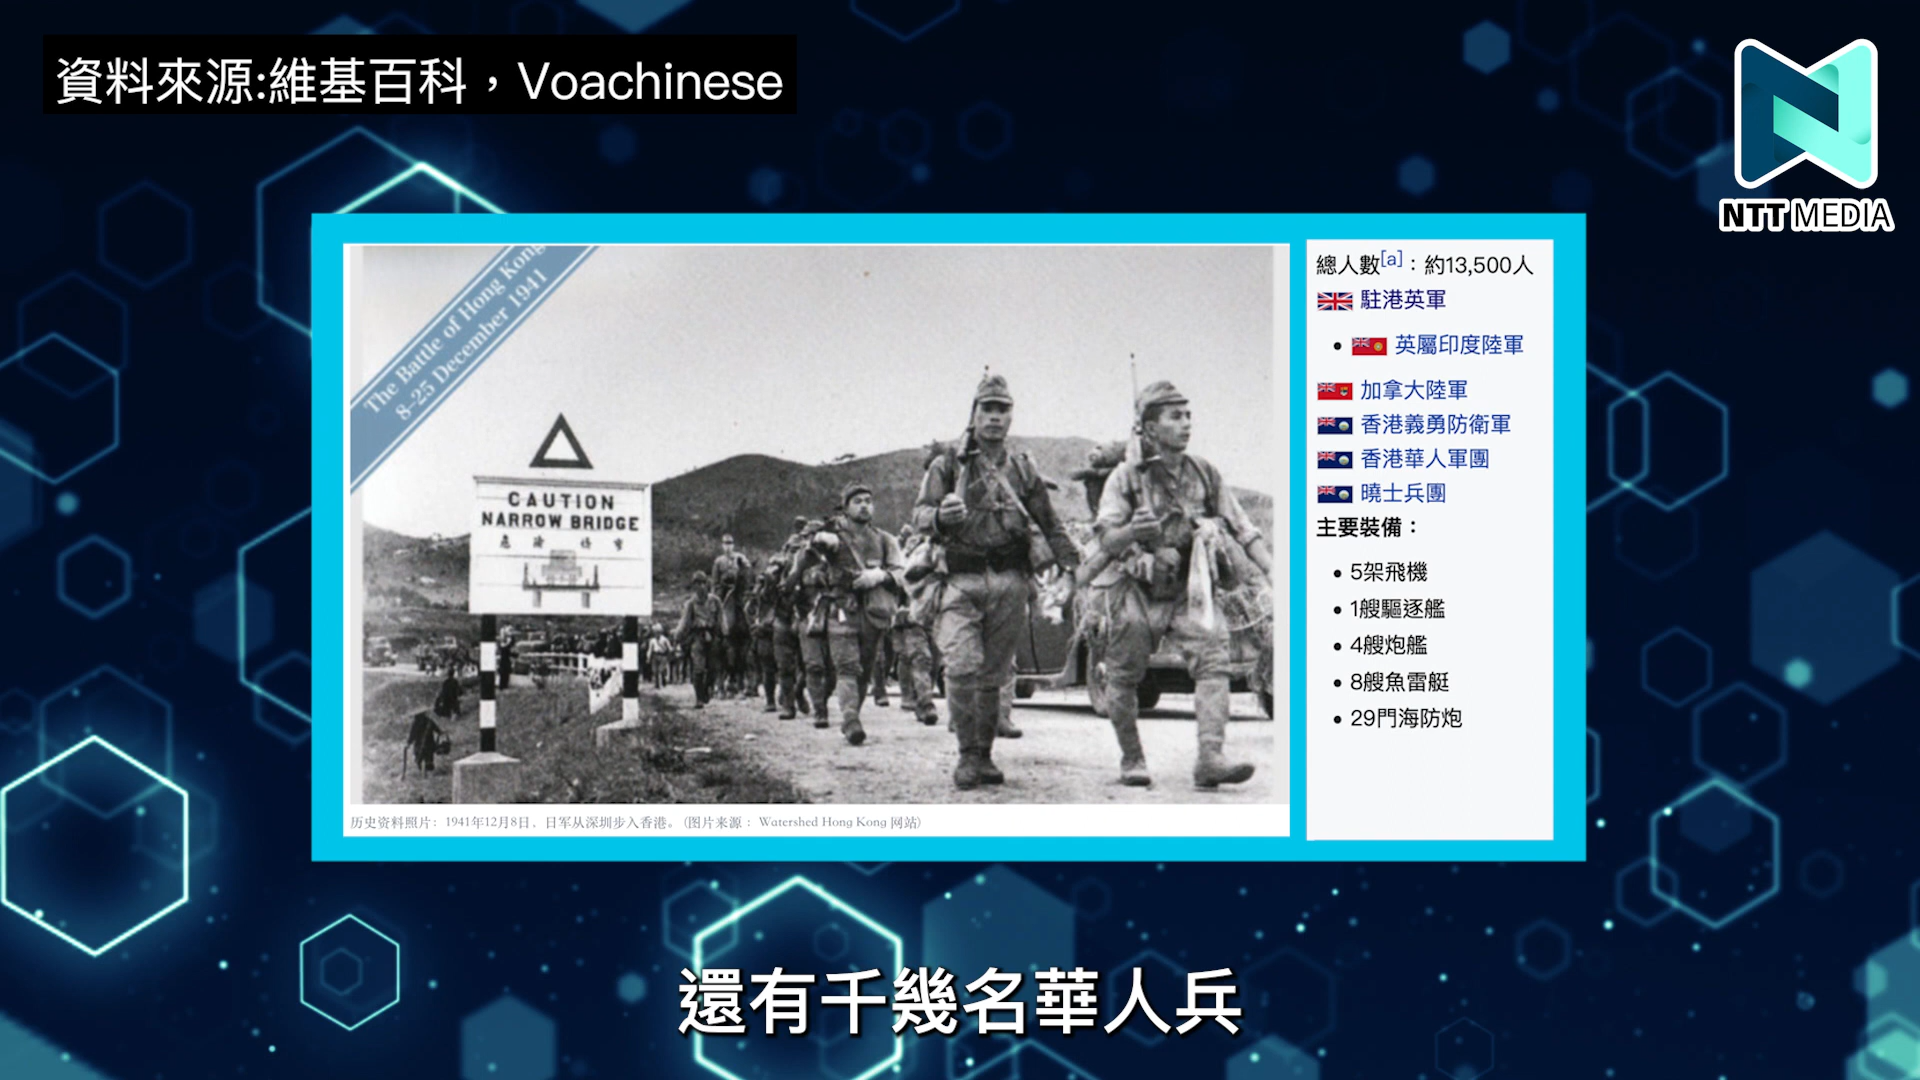 資料來源:維基百科，Voachinese
NTT MEDIA
The Battle of Hong Kong
8-25 December 1941
CAUTION
NARROW BRIDGE
历史资料照片：1941年12月8日，日军从深圳步入香港。(图片来源：Watershed Hong Kong 网站)
總人數[a]：約13,500人
駐港英軍
英屬印度陸軍
加拿大陸軍
香港義勇防衛軍
香港華人軍團
曉士兵團
主要裝備：
5架飛機
1艘驅逐艦
4艘炮艦
8艘魚雷艇
29門海防炮
還有千幾名華人兵